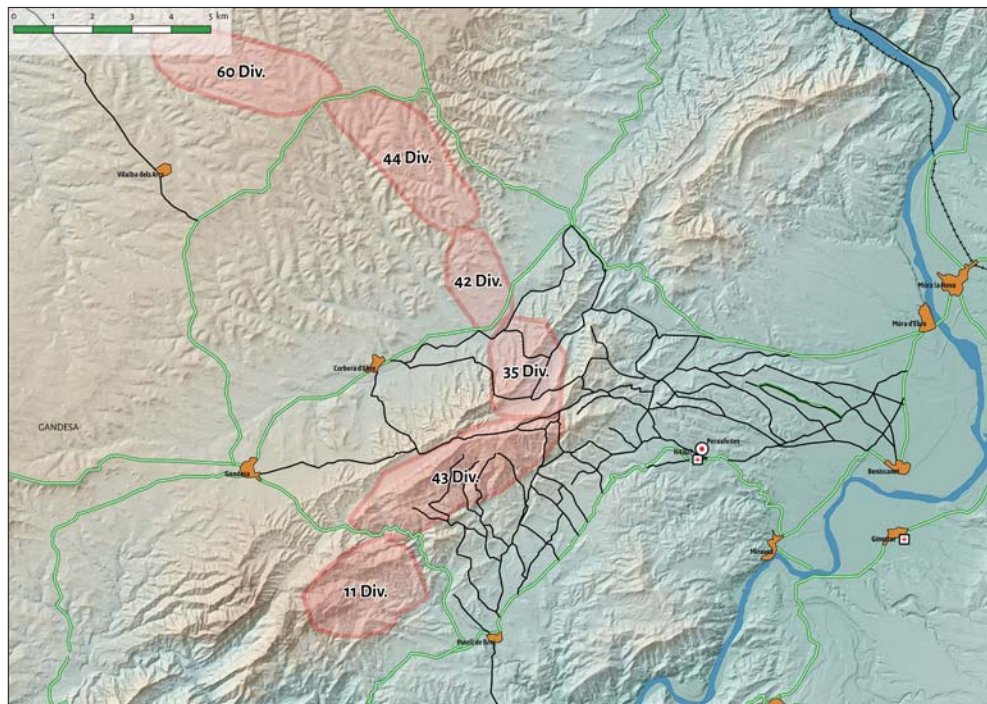 0 1 2 3 4 5 km
60 Div.
44 Div.
Vilalba dels Arcs
42 Div.
Móra la Nova
Móra d'Ebre
Corbera d'Ebre
35 Div.
GANDESA
Gandesa
43 Div.
Benissanet
Miravet
Ginestar
11 Div.